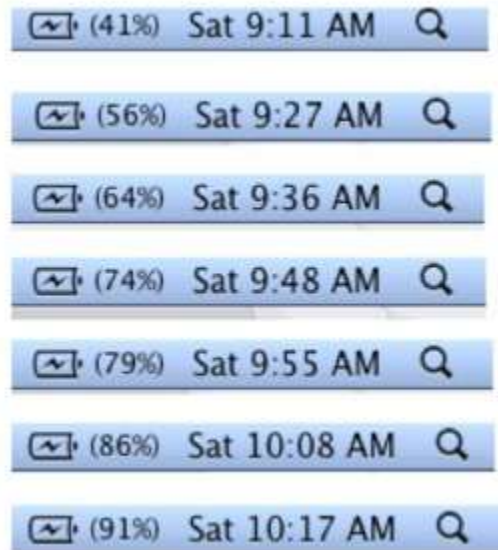 (41%) Sat 9:11 AM
(56%) Sat 9:27 AM
(64%) Sat 9:36 AM
(74%) Sat 9:48 AM
(79%) Sat 9:55 AM
(86%) Sat 10:08 AM
(91%) Sat 10:17 AM